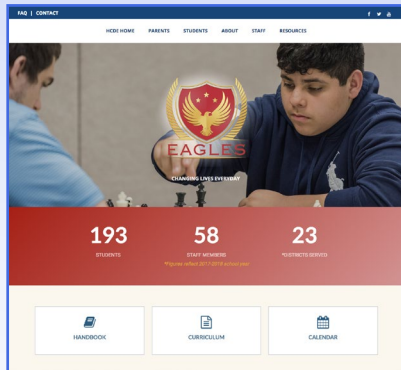 FAQ | CONTACT
HCDE HOME PARENTS STUDENTS ABOUT STAFF RESOURCES
EAGLES
CHANGING LIVES EVERYDAY
193 58 23
STUDENTS STAFF MEMBERS *DISTRICTS SERVED
*Figures reflect 2017-2018 school year
HANDBOOK CURRICULUM CALENDAR